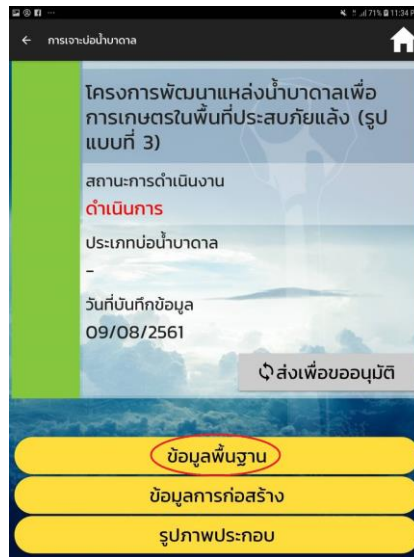 71% 11:34 P
การเจาะบ่อน้ำบาดาล
โครงการพัฒนาแหล่งน้ำบาดาลเพื่อ
การเกษตรในพื้นที่ประสบภัยแล้ง (รูป
แบบที่ 3)
สถานะการดำเนินงาน
ดำเนินการ
ประเภทบ่อน้ำบาดาล
-
วันที่บันทึกข้อมูล
09/08/2561
ส่งเพื่อขออนุมัติ
ข้อมูลพื้นฐาน
ข้อมูลการก่อสร้าง
รูปภาพประกอบ